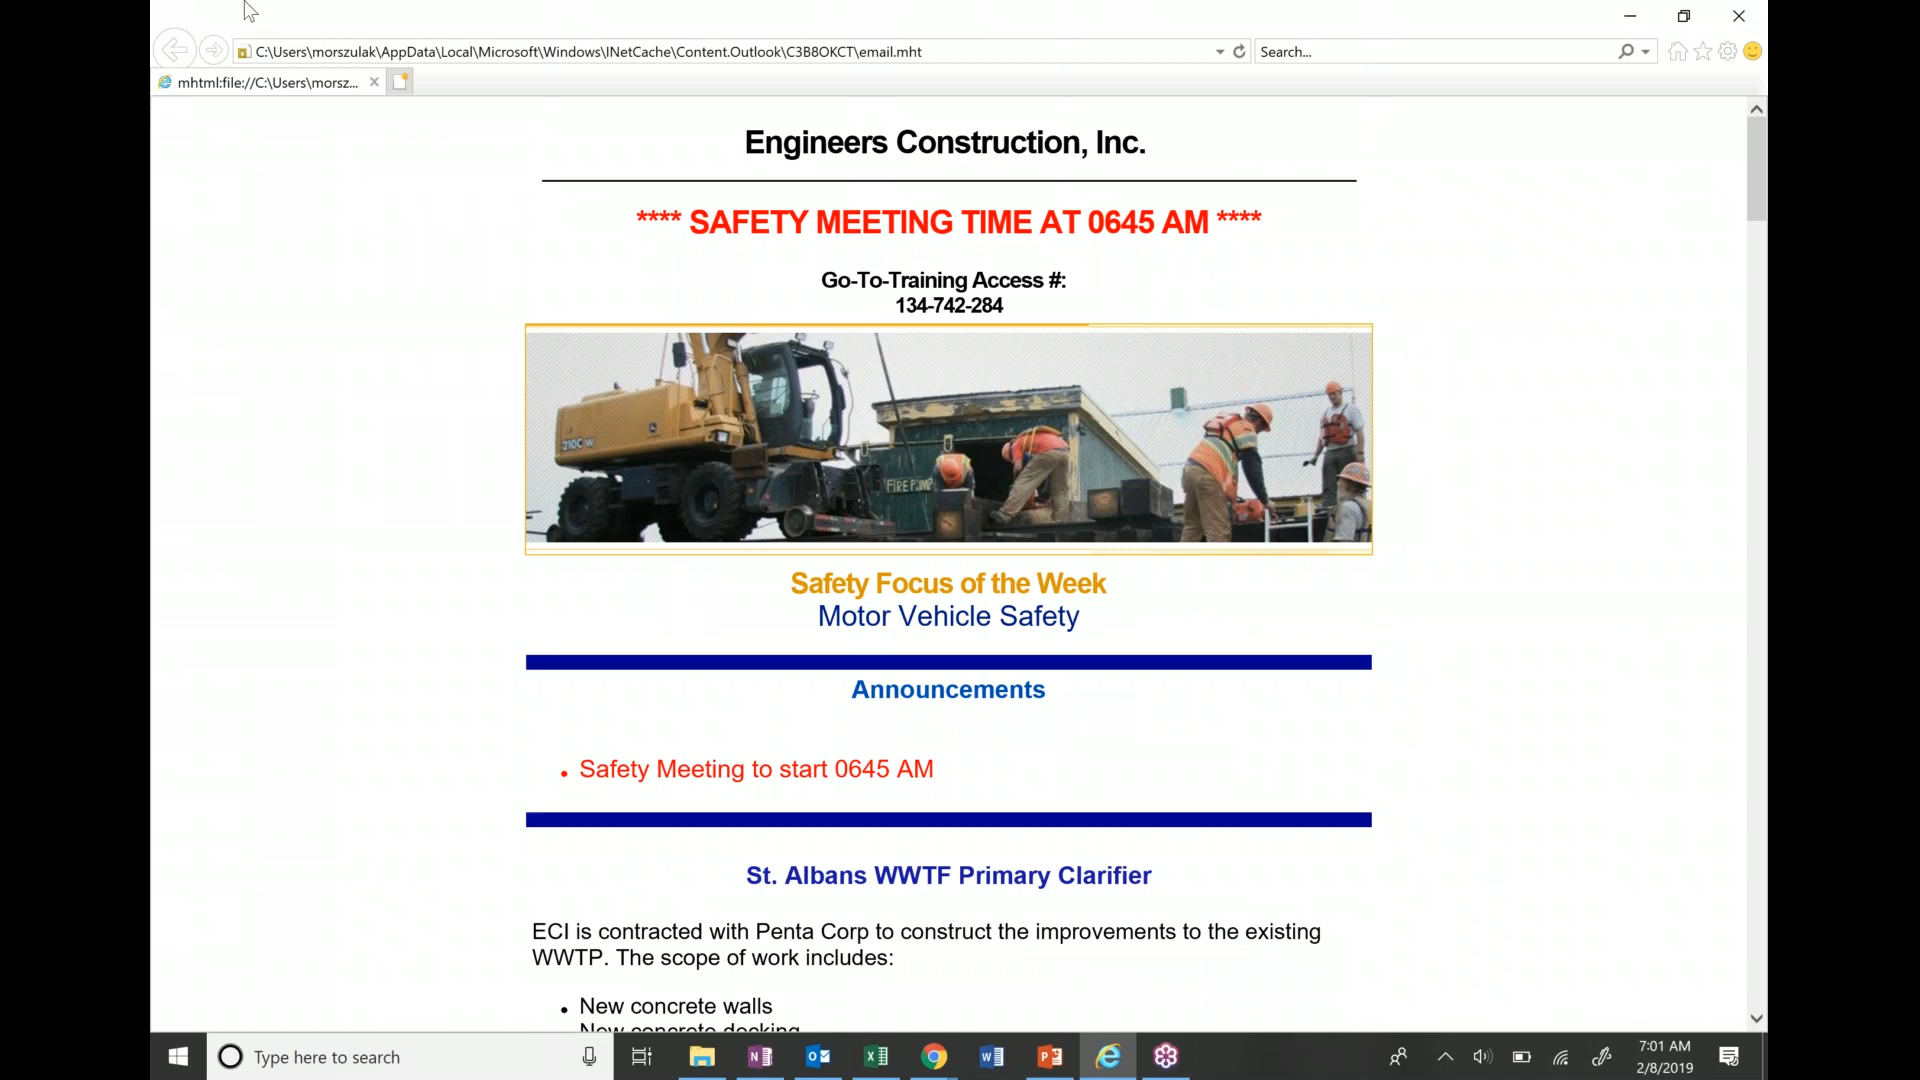 C:\Users\morszulak\AppData\Local\Microsoft\Windows\INetCache\Content.Outlook\C3B8OKCT\email.mht
Search...
mhtml:file://C:\Users\morsz...
Engineers Construction, Inc.
**** SAFETY MEETING TIME AT 0645 AM ****
Go-To-Training Access #:
134-742-284
210C W
FIRE PUMP
Safety Focus of the Week
Motor Vehicle Safety
Announcements
• Safety Meeting to start 0645 AM
St. Albans WWTF Primary Clarifier
ECI is contracted with Penta Corp to construct the improvements to the existing
WWTP. The scope of work includes:
• New concrete walls
New concrete decking
Type here to search
7:01 AM
2/8/2019